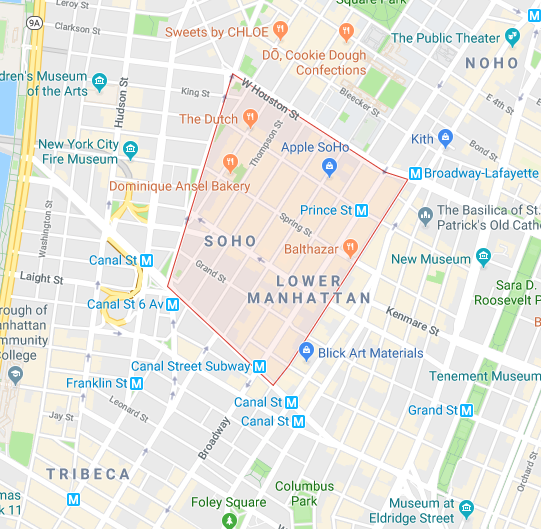 Leroy St
Square Park
Clarkson St
9A
Sweets by CHLOE
The Public Theater
DŌ, Cookie Dough
Confections
NOHO
dren's Museum
of the Arts
Hudson St
King St
W Houston St
Bleecker St
E 4th St
The Dutch
Thompson St
Kith
Bond St
New York City
Fire Museum
Apple SoHo
Broadway-Lafayette
Dominique Ansel Bakery
Washington St
Prince St
The Basilica of St.
Patrick's Old Cathe
Spring St
SOHO
Balthazar
New Museum
Canal St
Grand St
Laight St
LOWER
MANHATTAN
Sara D.
Roosevelt P
Canal St 6 Av
Kenmare St
rough of
anhattan
ommunity
College
Blick Art Materials
Canal Street Subway
Tenement Museum
Franklin St
Canal St
Grand St
Leonard St
Jay St
Canal St
Broadway
Orchard St
TRIBECA
Columbus
Park
mas
k 11
Foley Square
Museum at
Eldridge Street